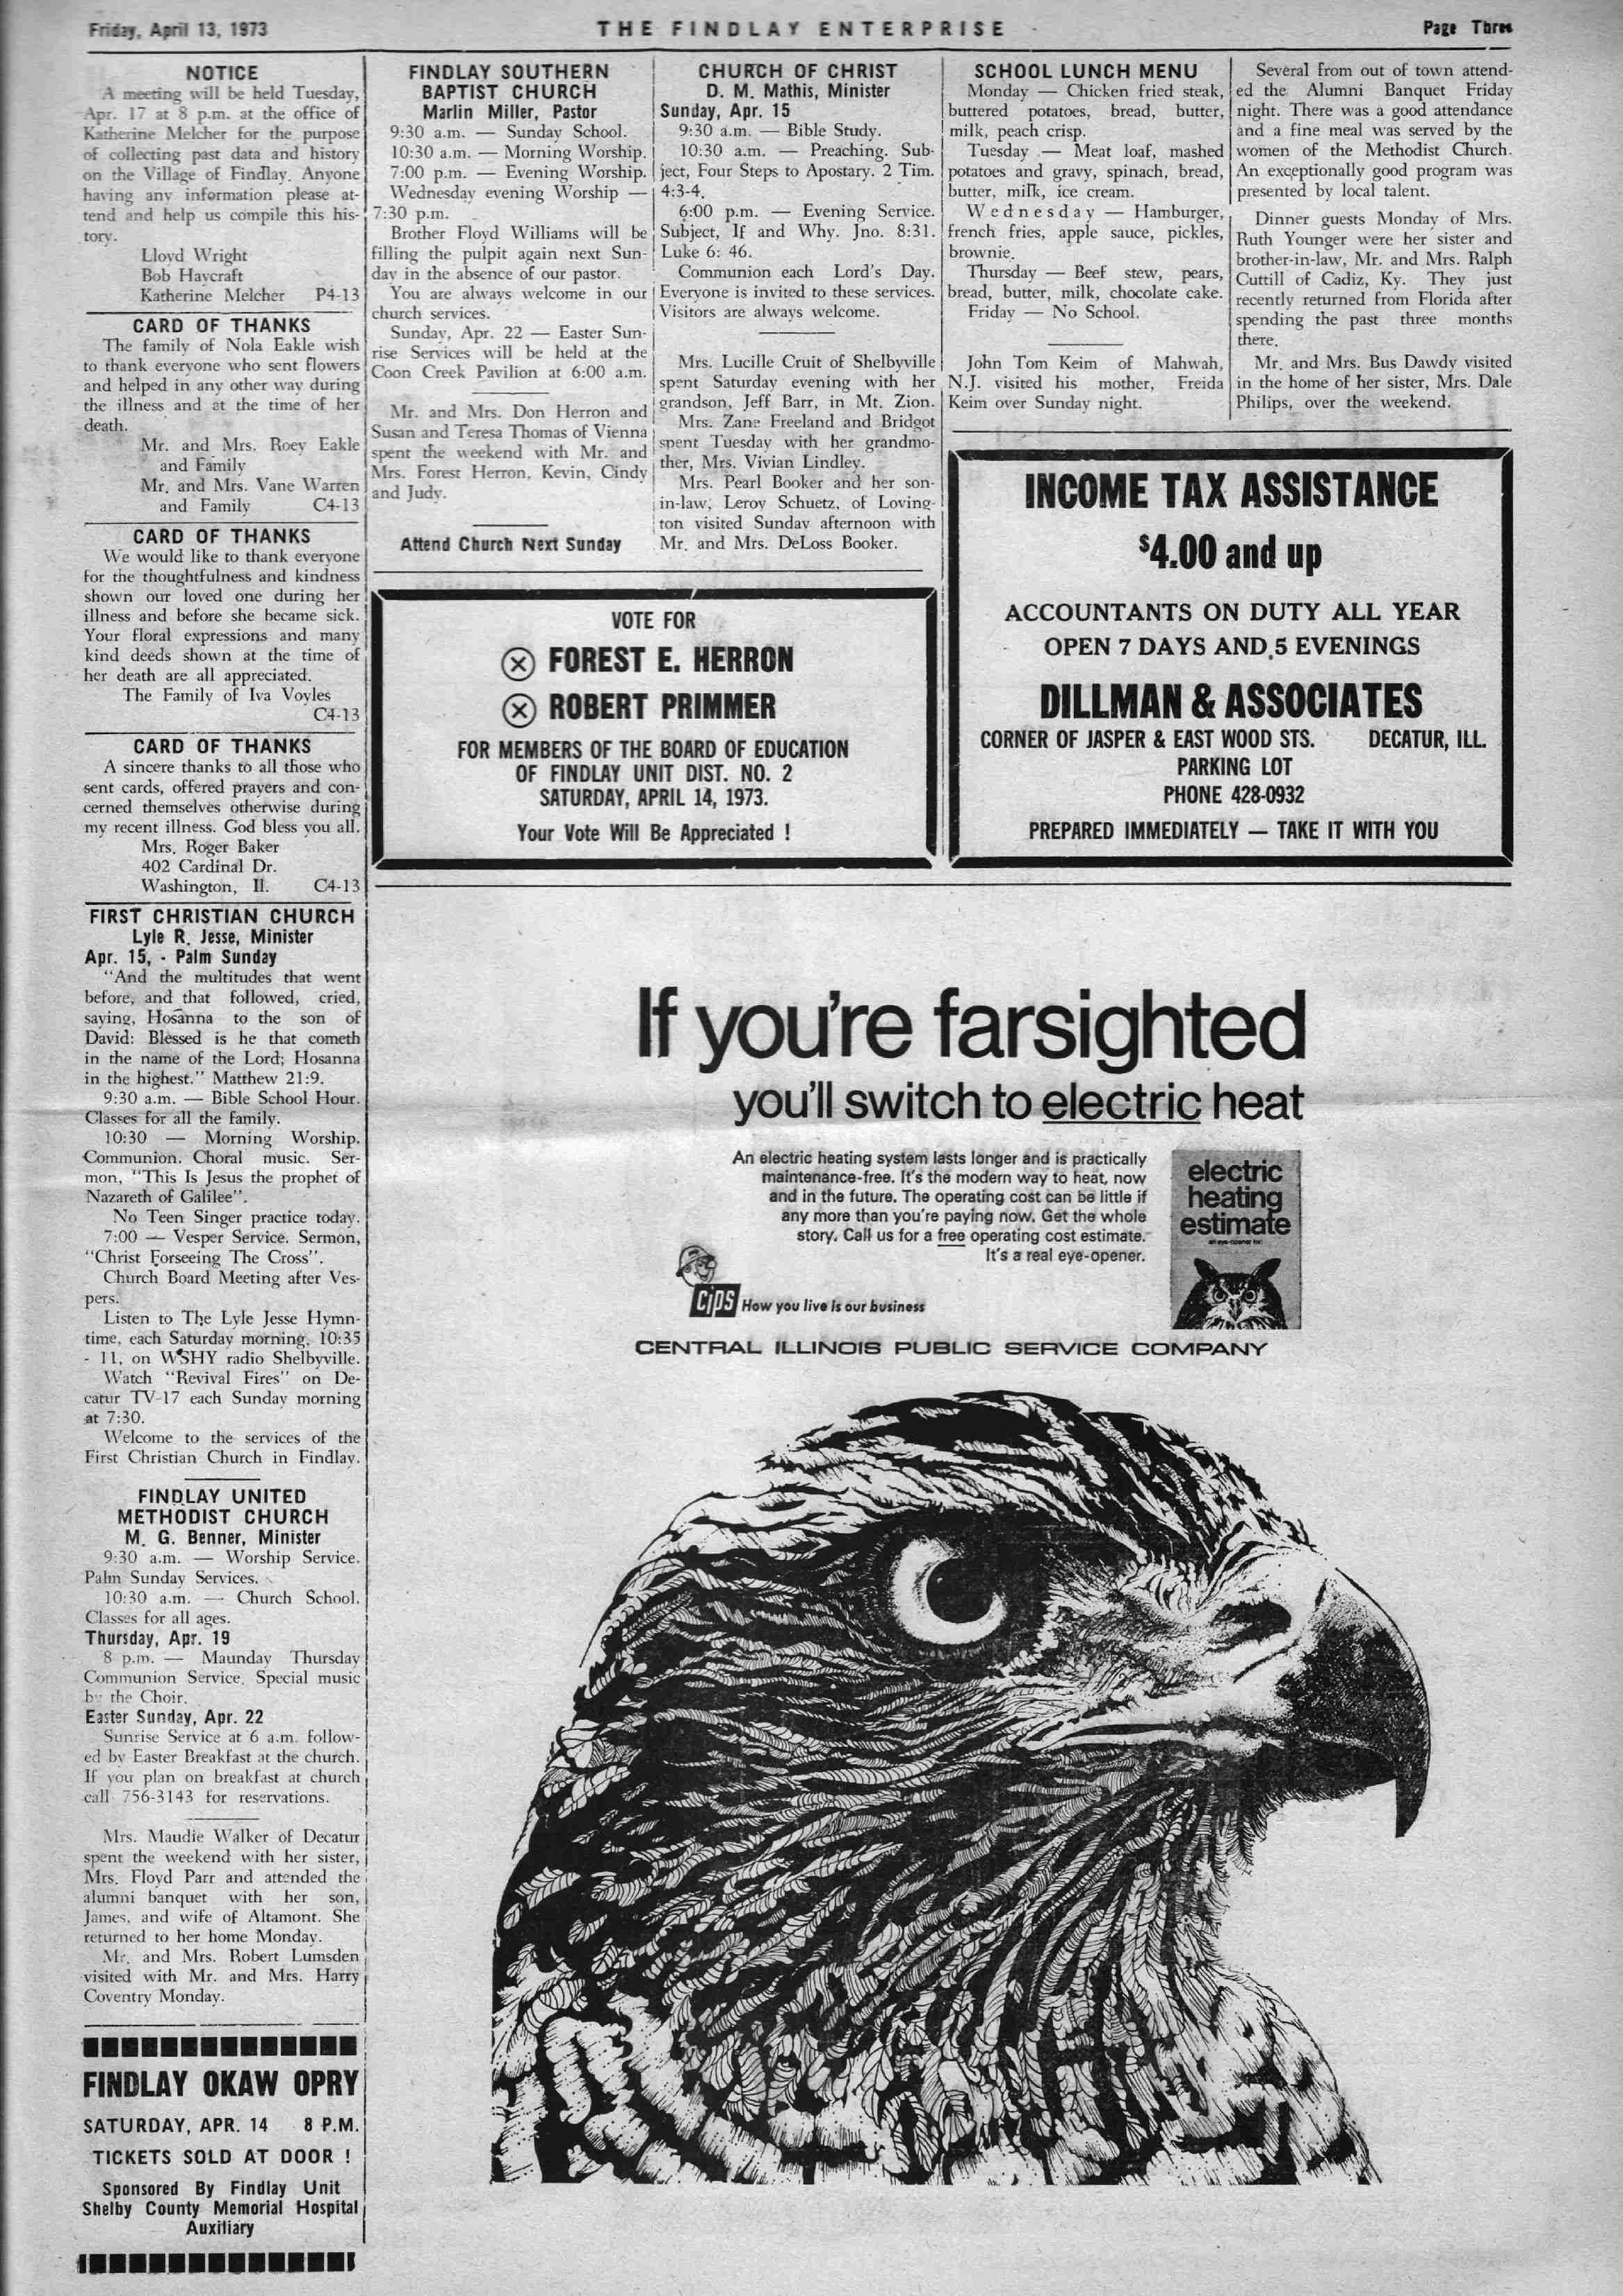 Friday, April 13, 1973
THE FINDLAY ENTERPRISE
Page Three
NOTICE
A meeting will be held Tuesday,
Apr. 17 at 8 p.m. at the office of
Katherine Melcher for the purpose
of collecting past data and history
on the Village of Findlay. Anyone
having any information please at-
tend and help us compile this his-
tory.
Lloyd Wright
Bob Haycraft
Katherine Melcher P4-13
CARD OF THANKS
The family of Nola Eakle wish
to thank everyone who sent flowers
and helped in any other way during
the illness and at the time of her
death.
Mr. and Mrs. Roey Eakle
and Family
Mr. and Mrs. Vane Warren
and Family C4-13
CARD OF THANKS
We would like to thank everyone
for the thoughtfulness and kindness
shown our loved one during her
illness and before she became sick.
Your floral expressions and many
kind deeds shown at the time of
her death are all appreciated.
The Family of Iva Voyles
C4-13
CARD OF THANKS
A sincere thanks to all those who
sent cards, offered prayers and con-
cerned themselves otherwise during
my recent illness. God bless you all.
Mrs. Roger Baker
402 Cardinal Dr.
Washington, Il. C4-13
FIRST CHRISTIAN CHURCH
Lyle R. Jesse, Minister
Apr. 15, - Palm Sunday
"And the multitudes that went
before, and that followed, cried,
saying, Hosanna to the son of
David: Blessed is he that cometh
in the name of the Lord; Hosanna
in the highest." Matthew 21:9.
9:30 a.m. — Bible School Hour.
Classes for all the family.
10:30 — Morning Worship.
Communion. Choral music. Ser-
mon, "This Is Jesus the prophet of
Nazareth of Galilee".
No Teen Singer practice today.
7:00 — Vesper Service. Sermon,
"Christ Forseeing The Cross".
Church Board Meeting after Ves-
pers.
Listen to The Lyle Jesse Hymn-
time, each Saturday morning, 10:35
- 11, on WSHY radio Shelbyville.
Watch "Revival Fires" on De-
catur TV-17 each Sunday morning
at 7:30.
Welcome to the services of the
First Christian Church in Findlay.
FINDLAY UNITED
METHODIST CHURCH
M. G. Benner, Minister
9:30 a.m. — Worship Service.
Palm Sunday Services.
10:30 a.m. — Church School.
Classes for all ages.
Thursday, Apr. 19
8 p.m. — Maunday Thursday
Communion Service. Special music
by the Choir.
Easter Sunday, Apr. 22
Sunrise Service at 6 a.m. follow-
ed by Easter Breakfast at the church.
If you plan on breakfast at church
call 756-3143 for reservations.
Mrs. Maudie Walker of Decatur
spent the weekend with her sister,
Mrs. Floyd Parr and attended the
alumni banquet with her son,
James, and wife of Altamont. She
returned to her home Monday.
Mr. and Mrs. Robert Lumsden
visited with Mr. and Mrs. Harry
Coventry Monday.
FINDLAY OKAW OPRY
SATURDAY, APR. 14 8 P.M.
TICKETS SOLD AT DOOR !
Sponsored By Findlay Unit
Shelby County Memorial Hospital
Auxiliary
FINDLAY SOUTHERN
BAPTIST CHURCH
Marlin Miller, Pastor
9:30 a.m. — Sunday School.
10:30 a.m. — Morning Worship.
7:00 p.m. — Evening Worship.
Wednesday evening Worship —
7:30 p.m.
Brother Floyd Williams will be
filling the pulpit again next Sun-
day in the absence of our pastor.
You are always welcome in our
church services.
Sunday, Apr. 22 — Easter Sun-
rise Services will be held at the
Coon Creek Pavilion at 6:00 a.m.
Mr. and Mrs. Don Herron and
Susan and Teresa Thomas of Vienna
spent the weekend with Mr. and
Mrs. Forest Herron, Kevin, Cindy
and Judy.
Attend Church Next Sunday
CHURCH OF CHRIST
D. M. Mathis, Minister
Sunday, Apr. 15
9:30 a.m. — Bible Study.
10:30 a.m. — Preaching. Sub-
ject, Four Steps to Apostary. 2 Tim.
4:3-4.
6:00 p.m. — Evening Service.
Subject, If and Why. Jno. 8:31.
Luke 6: 46.
Communion each Lord's Day.
Everyone is invited to these services.
Visitors are always welcome.
Mrs. Lucille Cruit of Shelbyville
spent Saturday evening with her
grandson, Jeff Barr, in Mt. Zion.
Mrs. Zane Freeland and Bridgot
spent Tuesday with her grandmo-
ther, Mrs. Vivian Lindley.
Mrs. Pearl Booker and her son-
in-law, Leroy Schuetz, of Loving-
ton visited Sunday afternoon with
Mr. and Mrs. DeLoss Booker.
SCHOOL LUNCH MENU
Monday — Chicken fried steak,
buttered potatoes, bread, butter,
milk, peach crisp.
Tuesday — Meat loaf, mashed
potatoes and gravy, spinach, bread,
butter, milk, ice cream.
Wednesday — Hamburger,
french fries, apple sauce, pickles,
brownie.
Thursday — Beef stew, pears,
bread, butter, milk, chocolate cake.
Friday — No School.
John Tom Keim of Mahwah,
N.J. visited his mother, Freida
Keim over Sunday night.
Several from out of town attend-
ed the Alumni Banquet Friday
night. There was a good attendance
and a fine meal was served by the
women of the Methodist Church.
An exceptionally good program was
presented by local talent.
Dinner guests Monday of Mrs.
Ruth Younger were her sister and
brother-in-law, Mr. and Mrs. Ralph
Cuttill of Cadiz, Ky. They just
recently returned from Florida after
spending the past three months
there.
Mr. and Mrs. Bus Dawdy visited
in the home of her sister, Mrs. Dale
Philips, over the weekend.
VOTE FOR
FOREST E. HERRON
ROBERT PRIMMER
FOR MEMBERS OF THE BOARD OF EDUCATION
OF FINDLAY UNIT DIST. NO. 2
SATURDAY, APRIL 14, 1973.
Your Vote Will Be Appreciated !
INCOME TAX ASSISTANCE
$4.00 and up
ACCOUNTANTS ON DUTY ALL YEAR
OPEN 7 DAYS AND 5 EVENINGS
DILLMAN & ASSOCIATES
CORNER OF JASPER & EAST WOOD STS. DECATUR, ILL.
PARKING LOT
PHONE 428-0932
PREPARED IMMEDIATELY — TAKE IT WITH YOU
If you're farsighted
you'll switch to electric heat
An electric heating system lasts longer and is practically
maintenance-free. It's the modern way to heat, now
and in the future. The operating cost can be little if
any more than you're paying now. Get the whole
story. Call us for a free operating cost estimate.
It's a real eye-opener.
electric
heating
estimate
an eye-opener for:
CIPS How you live is our business
CENTRAL ILLINOIS PUBLIC SERVICE COMPANY